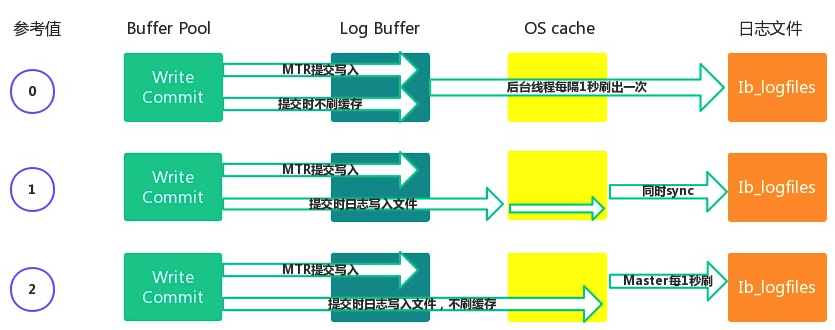 参考值 Buffer Pool Log Buffer OS cache 日志文件
0
Write
Commit
MTR提交写入
提交时不刷缓存
后台线程每隔1秒刷出一次
Ib_logfiles
1
Write
Commit
MTR提交写入
提交时日志写入文件
同时sync
Ib_logfiles
2
Write
Commit
MTR提交写入
提交时日志写入文件，不刷缓存
Master每1秒刷
Ib_logfiles